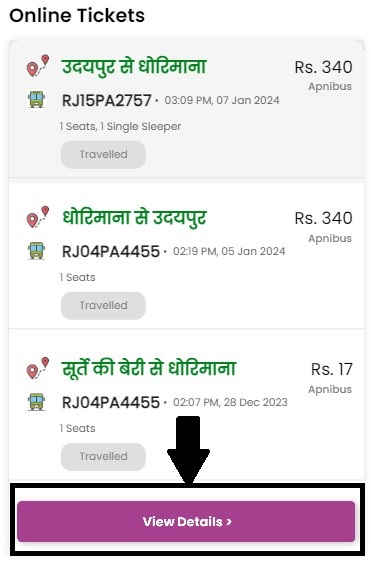 Online Tickets
उदयपुर से धोरिमाना
Rs. 340
RJ15PA2757 • 03:09 PM, 07 Jan 2024
Apnibus
1 Seats, 1 Single Sleeper
Travelled
धोरिमाना से उदयपुर
Rs. 340
RJ04PA4455 • 02:19 PM, 05 Jan 2024
Apnibus
1 Seats
Travelled
सूर्ते की बेरी से धोरिमाना
Rs. 17
RJ04PA4455 • 02:07 PM, 28 Dec 2023
Apnibus
1 Seats
Travelled
View Details >